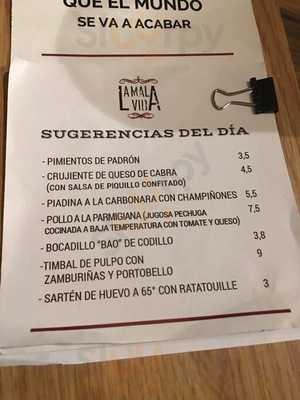 QUE EL MUNDO
SE VA A ACABAR
LA MALA
VIDA
SUGERENCIAS DEL DÍA
- PIMIENTOS DE PADRÓN 3,5
- CRUJIENTE DE QUESO DE CABRA 4,5
(CON SALSA DE PIQUILLO CONFITADO)
- PIADINA A LA CARBONARA CON CHAMPIÑONES 5,5
- POLLO A LA PARMIGIANA (JUGOSA PECHUGA 7,5
COCINADA A BAJA TEMPERATURA CON TOMATE Y QUESO)
- BOCADILLO "BAO" DE CODILLO 3,8
-TIMBAL DE PULPO CON 9
ZAMBURIÑAS Y PORTOBELLO
- SARTÉN DE HUEVO A 65° CON RATATOUILLE 3